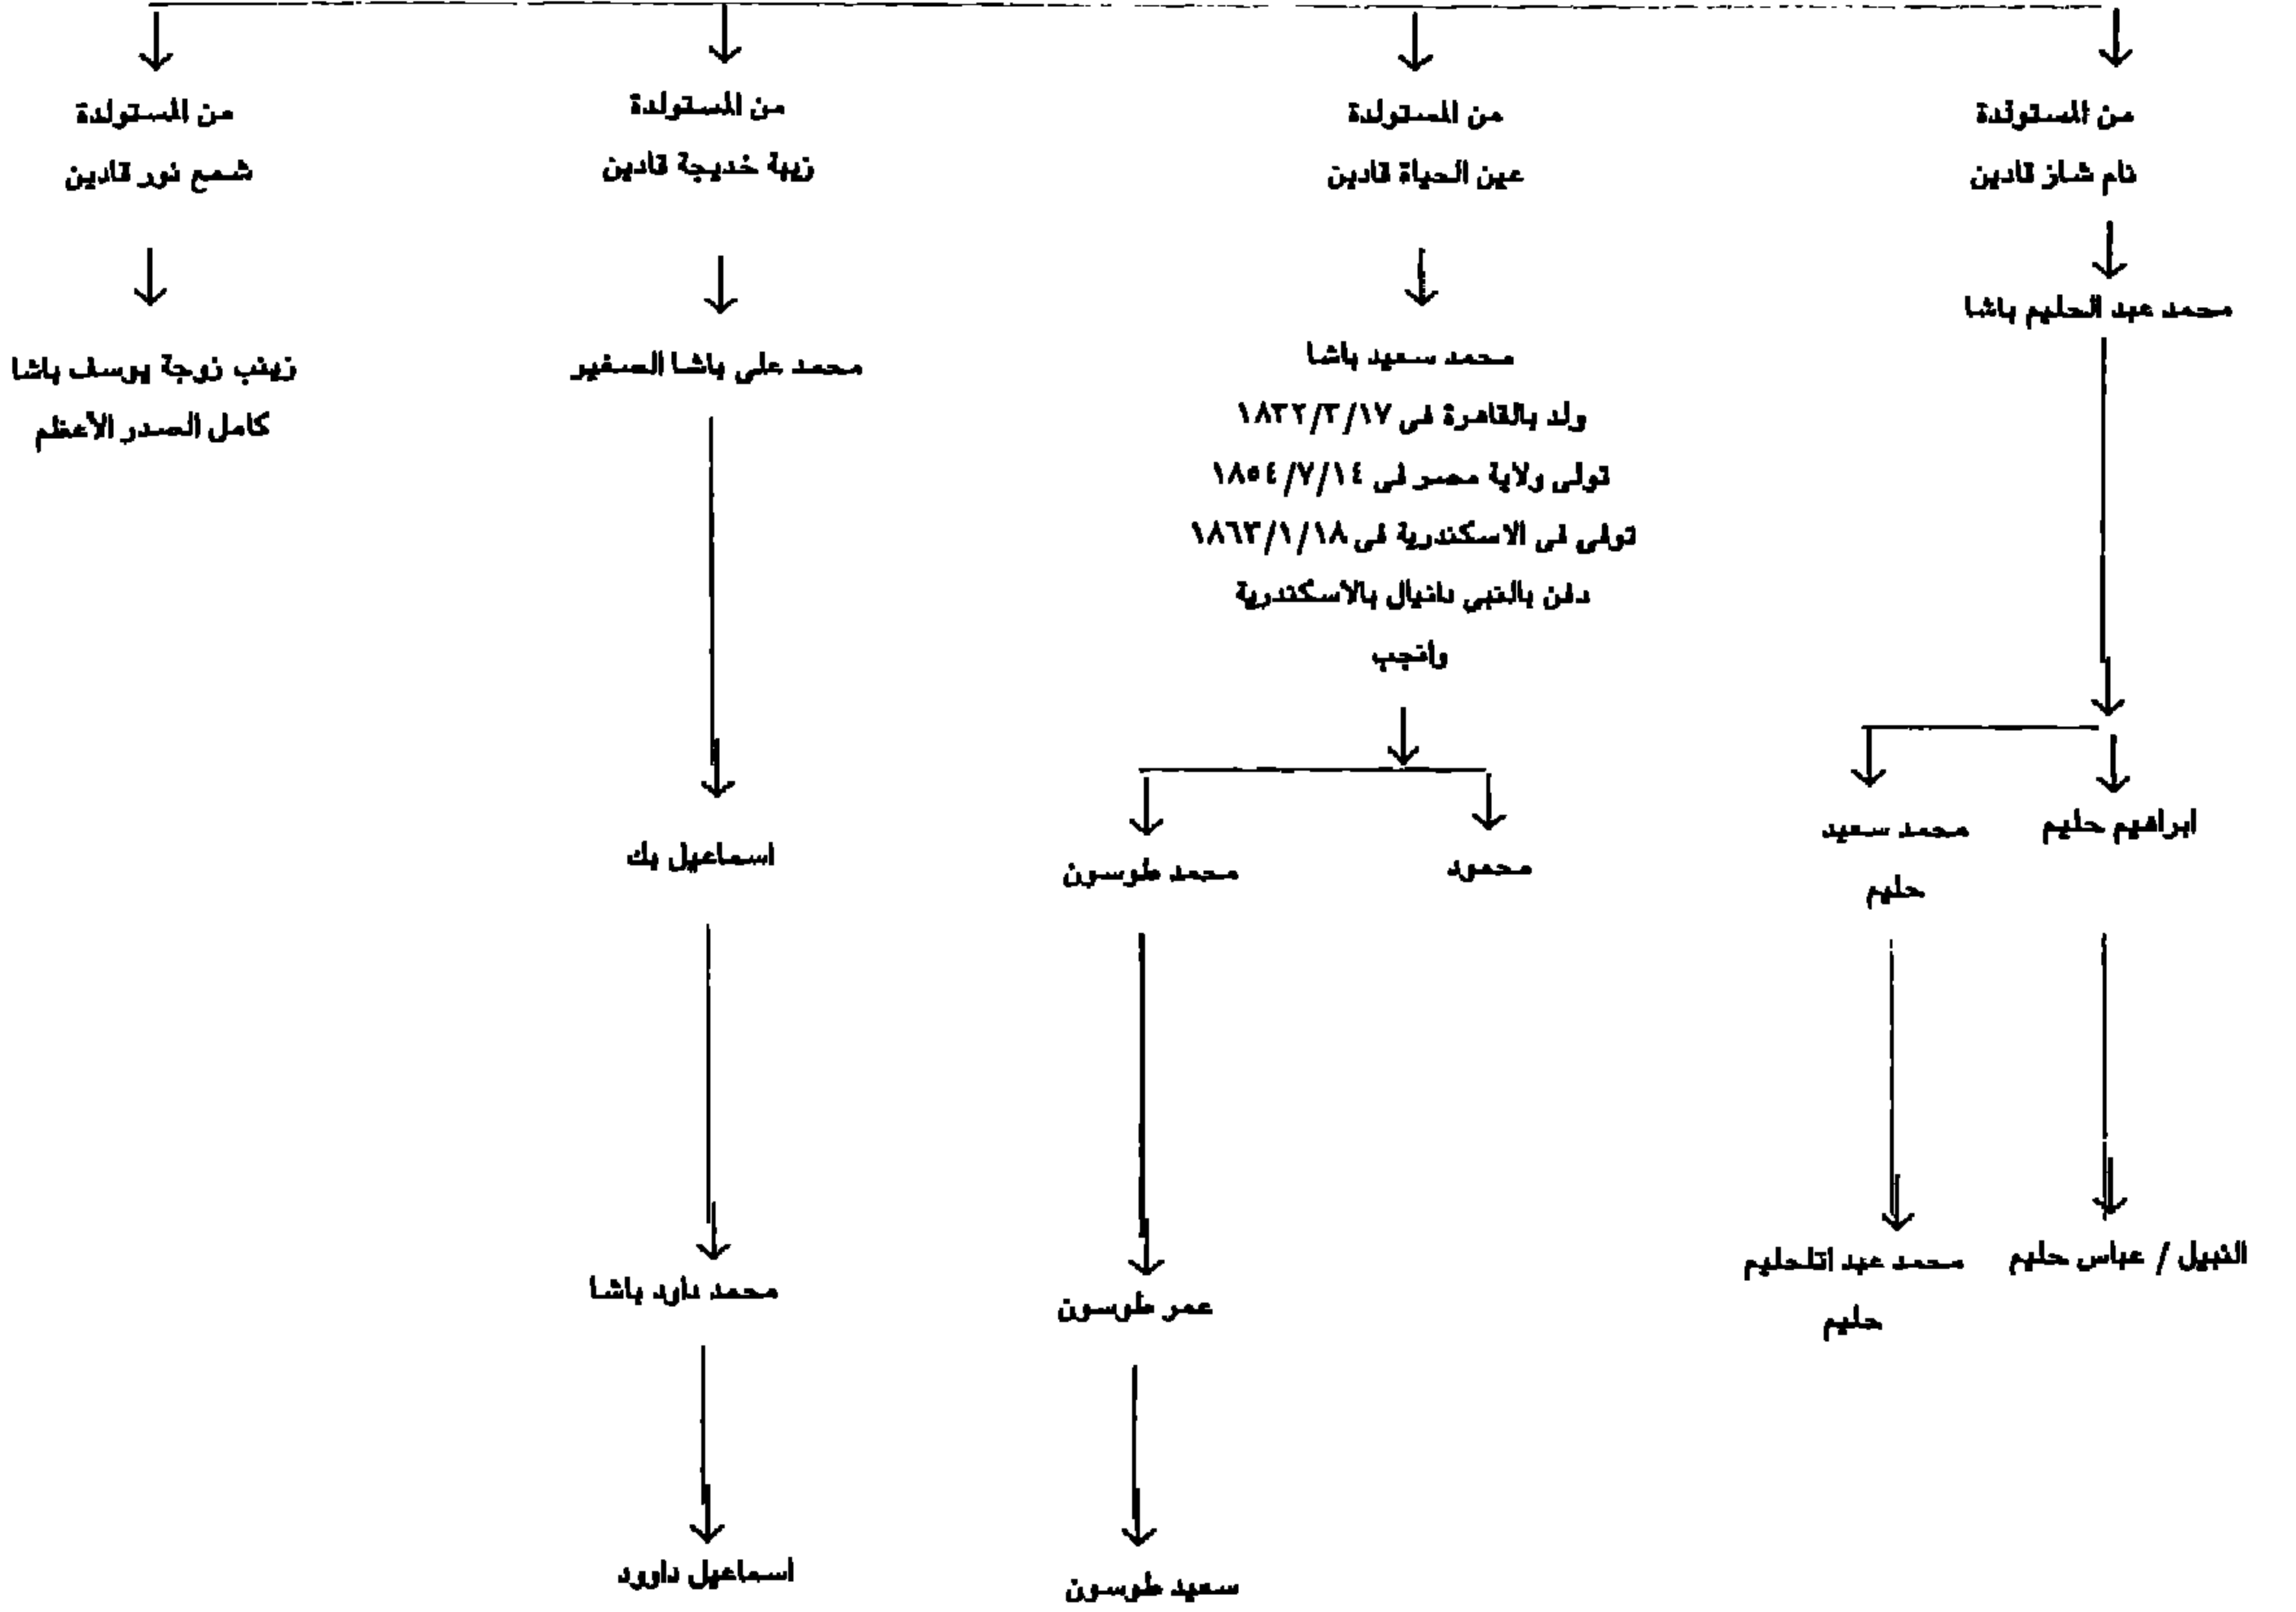 من المستولدة
نام شاز قادين
محمد عبد الحليم باشا
ابراهيم حليم
النبيل / عباس حليم
محمد سعيد
حليم
محمد عبد اتلحليم
حليم
من المستولدة
عين الحياة قادين
محمد سعيد باشا
ولد بالقاهرة فى ١٨٢٢/٣/١٧
تولى ولاية مصر فى ١٨٥٤/٧/١٤
توفى فى الاسكندرية فى ١٨٦٣/١/١٨
دفن بالنبي دانيال بالاسكندرية
وانجب
محمود
محمد طوسون
عمر طوسون
سعيد طوسون
من المستولدة
زيبة خديجة قادين
محمد على باشا الصغير
اسماعيل بك
محمد داود باشا
اسماعيل داوود
من المستولدة
شمع نور قادين
زينب زوجة يوسف باشا
كامل الصدر الأعظم